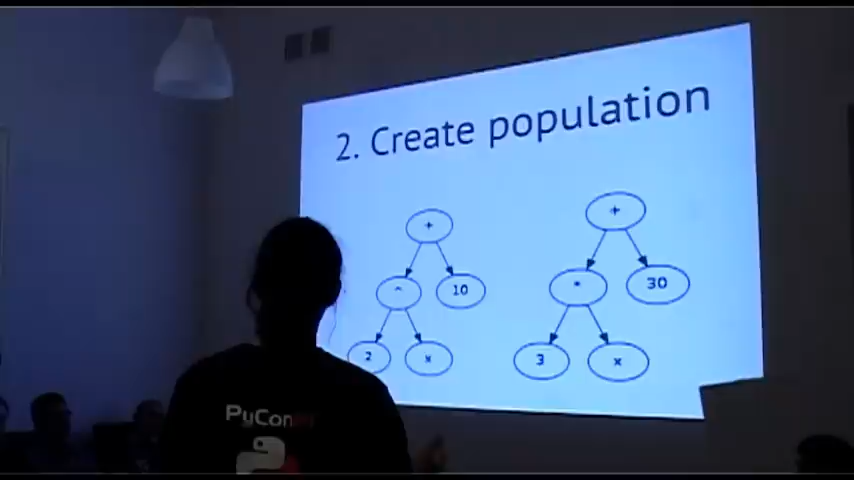 2. Create population
+
+
^
10
*
30
2
x
3
x
PyCon